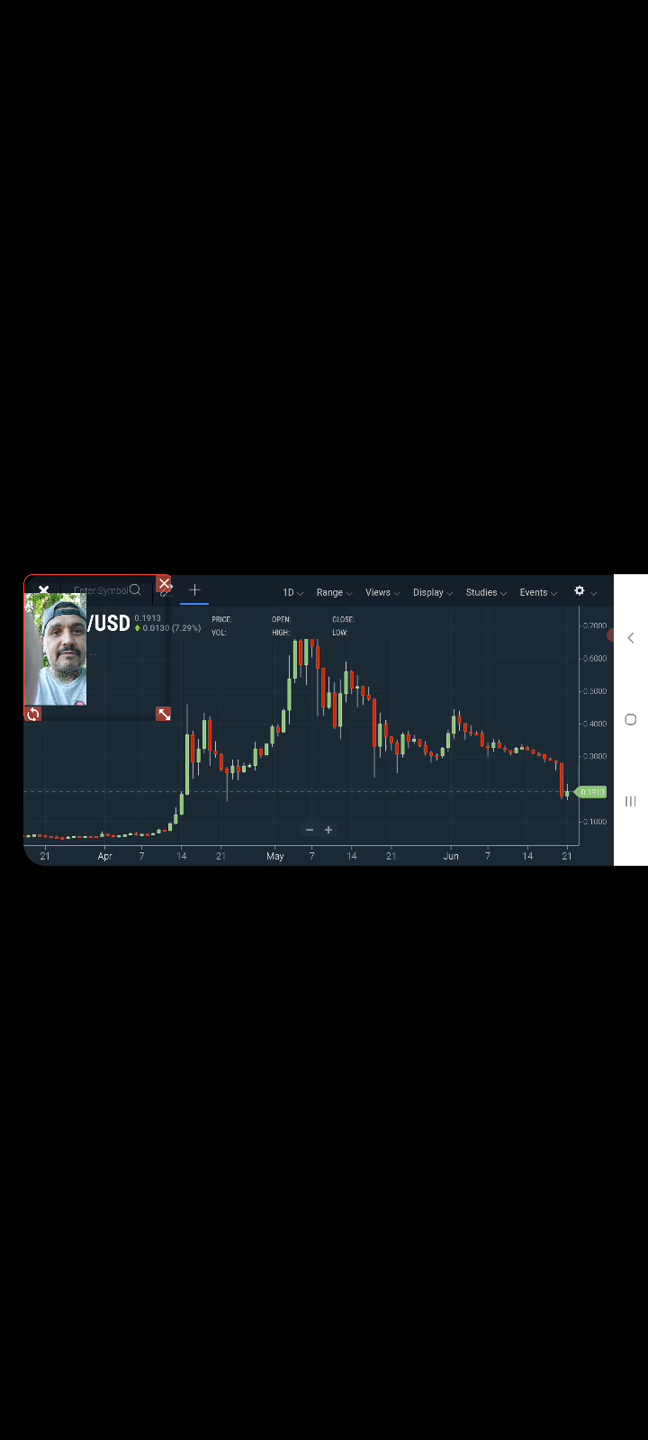 Enter Symbol
1D Range Views Display Studies Events
/USD
0.1913
0.0130 (7.29%)
PRICE: OPEN: CLOSE:
VOL: HIGH: LOW:
0.7000
0.6000
0.5000
0.4000
0.3000
0.1913
0.1000
21 Apr 7 14 21 May 7 14 21 Jun 7 14 21